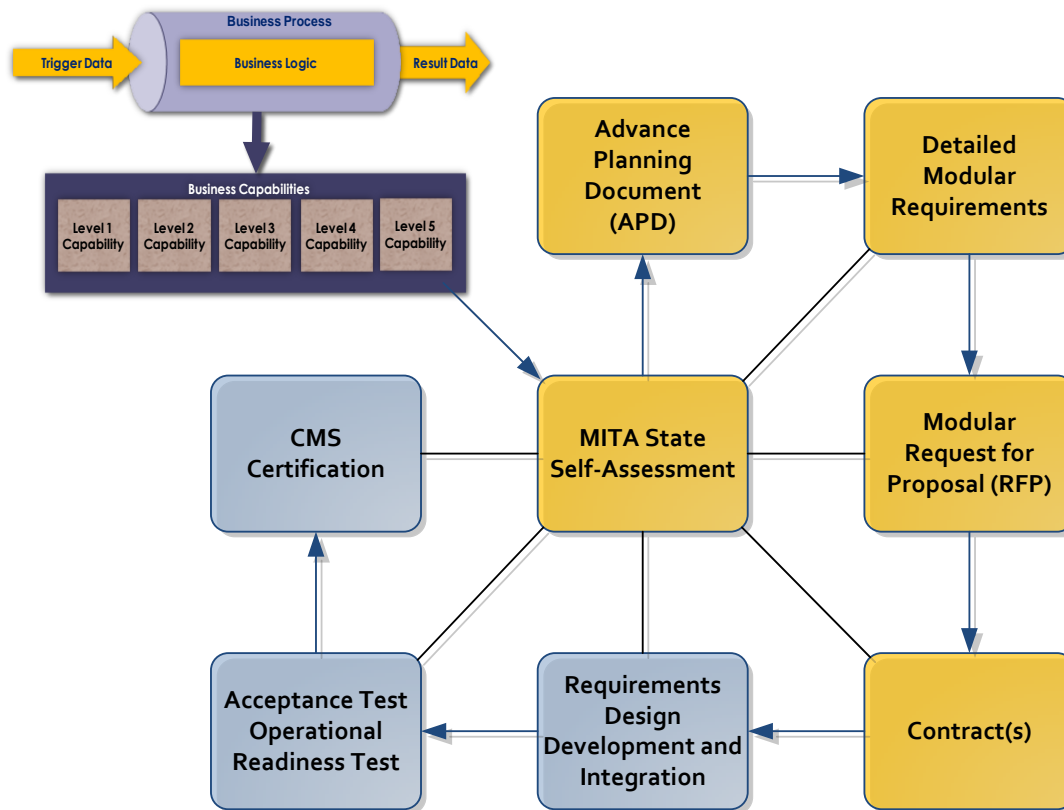 Business Process
Trigger Data
Business Logic
Result Data
Business Capabilities
Level 1
Capability
Level 2
Capability
Level 3
Capability
Level 4
Capability
Level 5
Capability
Advance
Planning
Document
(APD)
Detailed
Modular
Requirements
CMS
Certification
MITA State
Self-Assessment
Modular
Request for
Proposal (RFP)
Acceptance Test
Operational
Readiness Test
Requirements
Design
Development and
Integration
Contract(s)